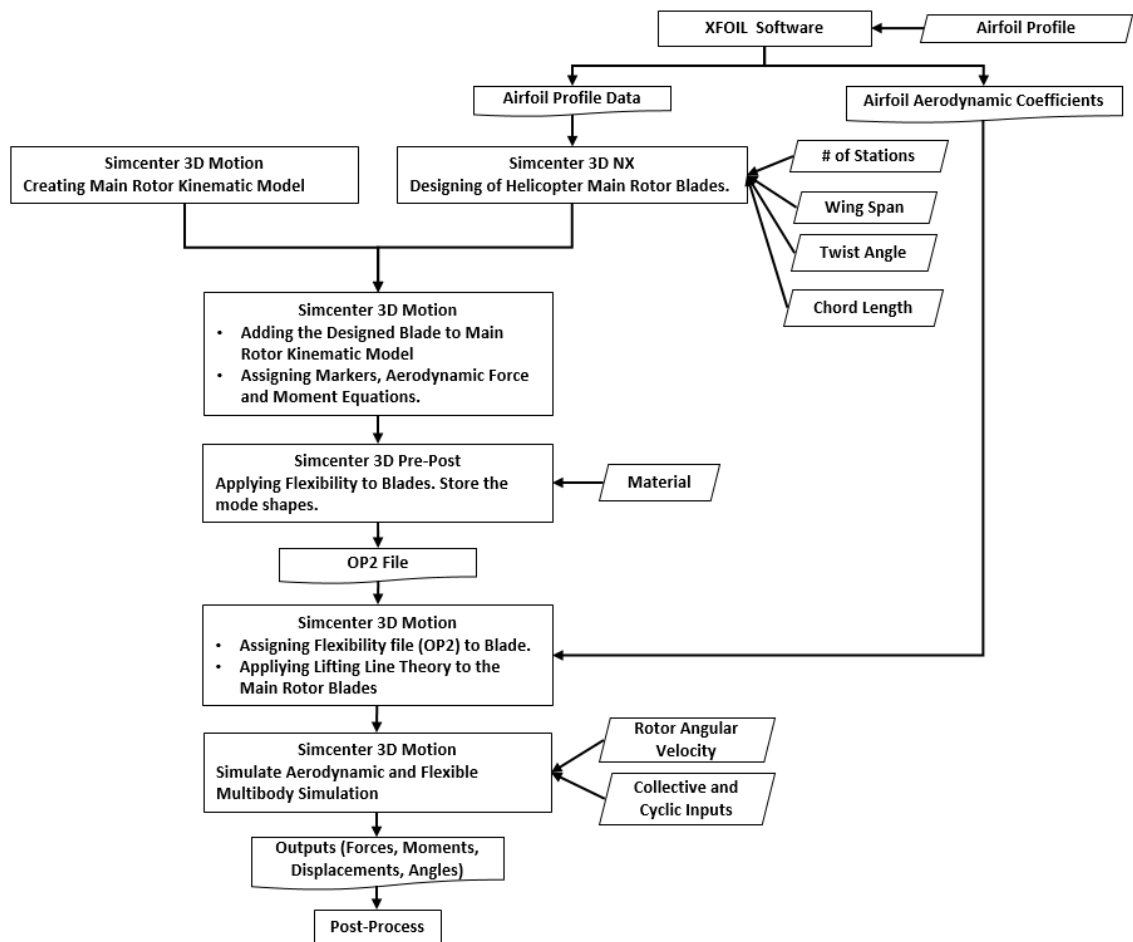 XFOIL Software
Airfoil Profile
Airfoil Profile Data
Airfoil Aerodynamic Coefficients
Simcenter 3D Motion
Creating Main Rotor Kinematic Model
Simcenter 3D NX
Designing of Helicopter Main Rotor Blades.
# of Stations
Wing Span
Twist Angle
Chord Length
Simcenter 3D Motion
• Adding the Designed Blade to Main
Rotor Kinematic Model
• Assigning Markers, Aerodynamic Force
and Moment Equations.
Simcenter 3D Pre-Post
Applying Flexibility to Blades. Store the
mode shapes.
Material
OP2 File
Simcenter 3D Motion
• Assigning Flexibility file (OP2) to Blade.
• Appliying Lifting Line Theory to the
Main Rotor Blades
Simcenter 3D Motion
Simulate Aerodynamic and Flexible
Multibody Simulation
Rotor Angular
Velocity
Collective and
Cyclic Inputs
Outputs (Forces, Moments,
Displacements, Angles)
Post-Process